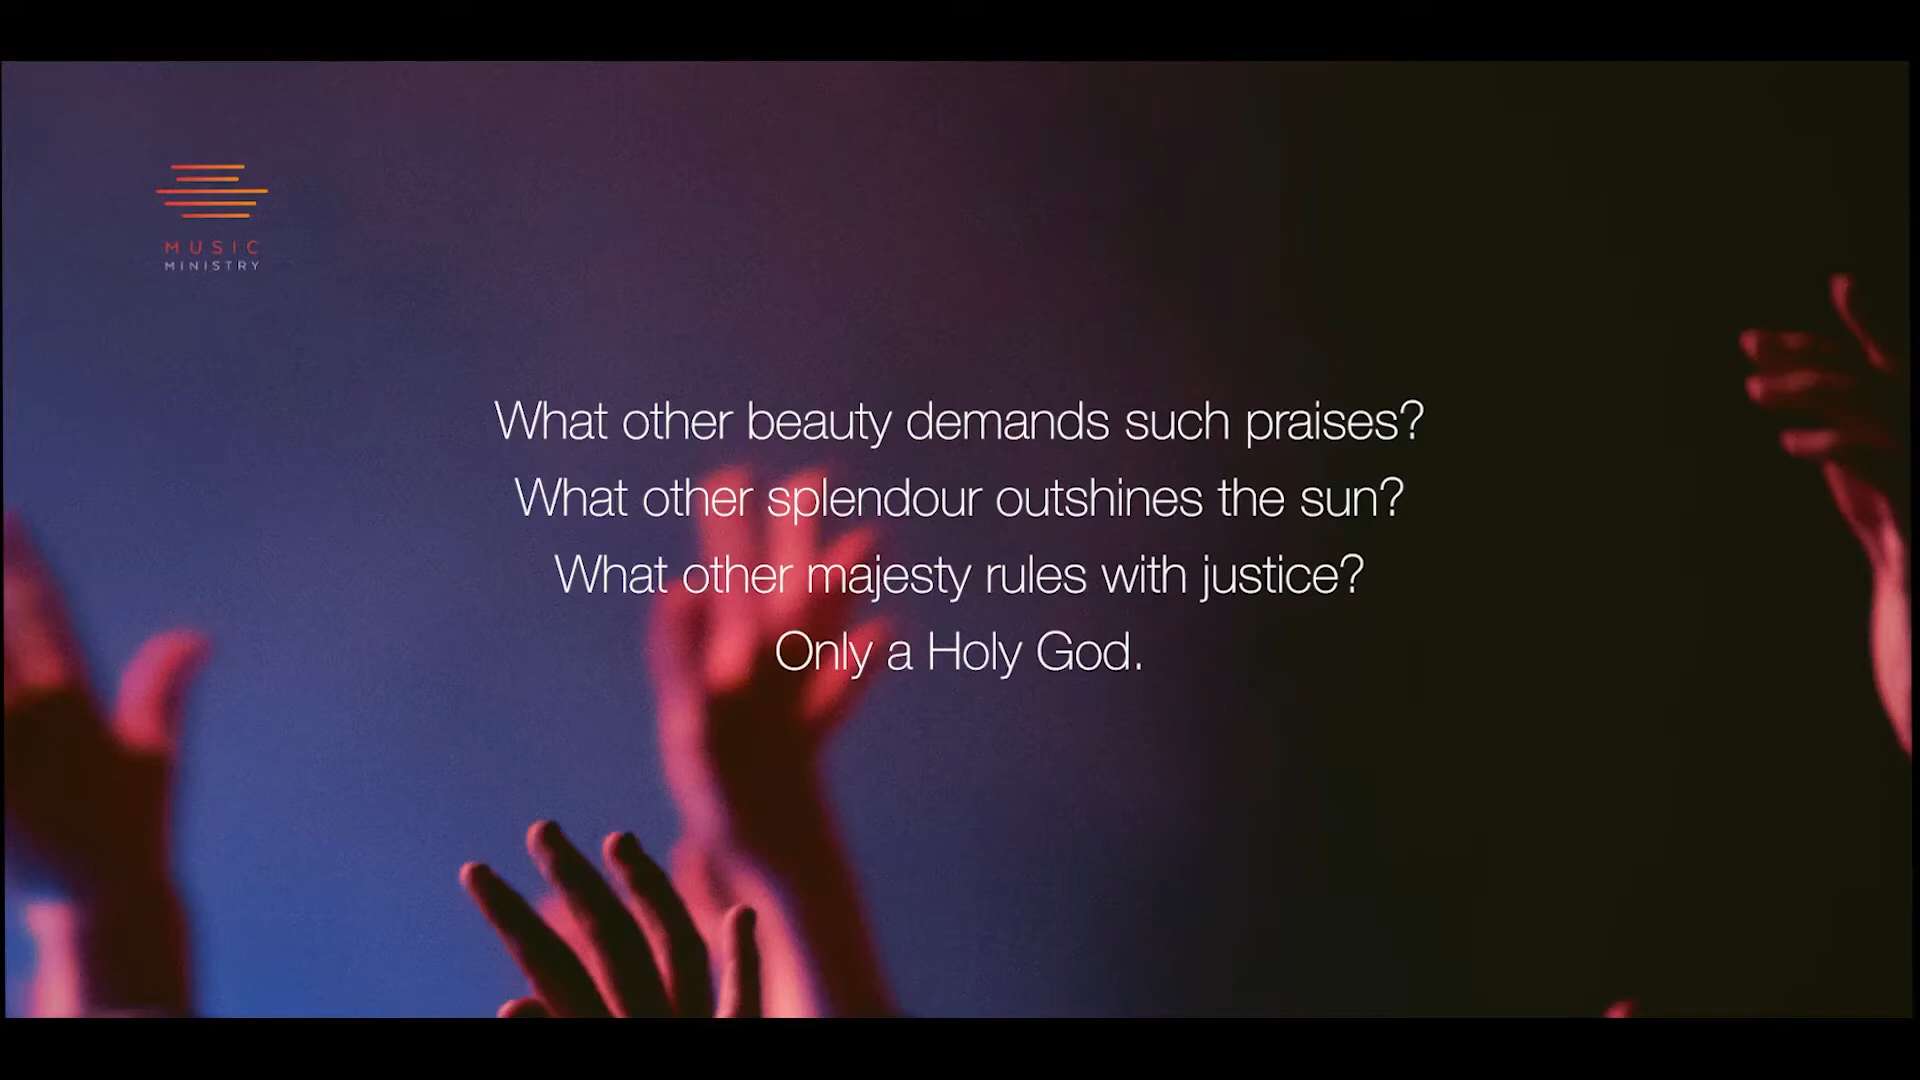 MUSIC
MINISTRY
What other beauty demands such praises?
What other splendour outshines the sun?
What other majesty rules with justice?
Only a Holy God.